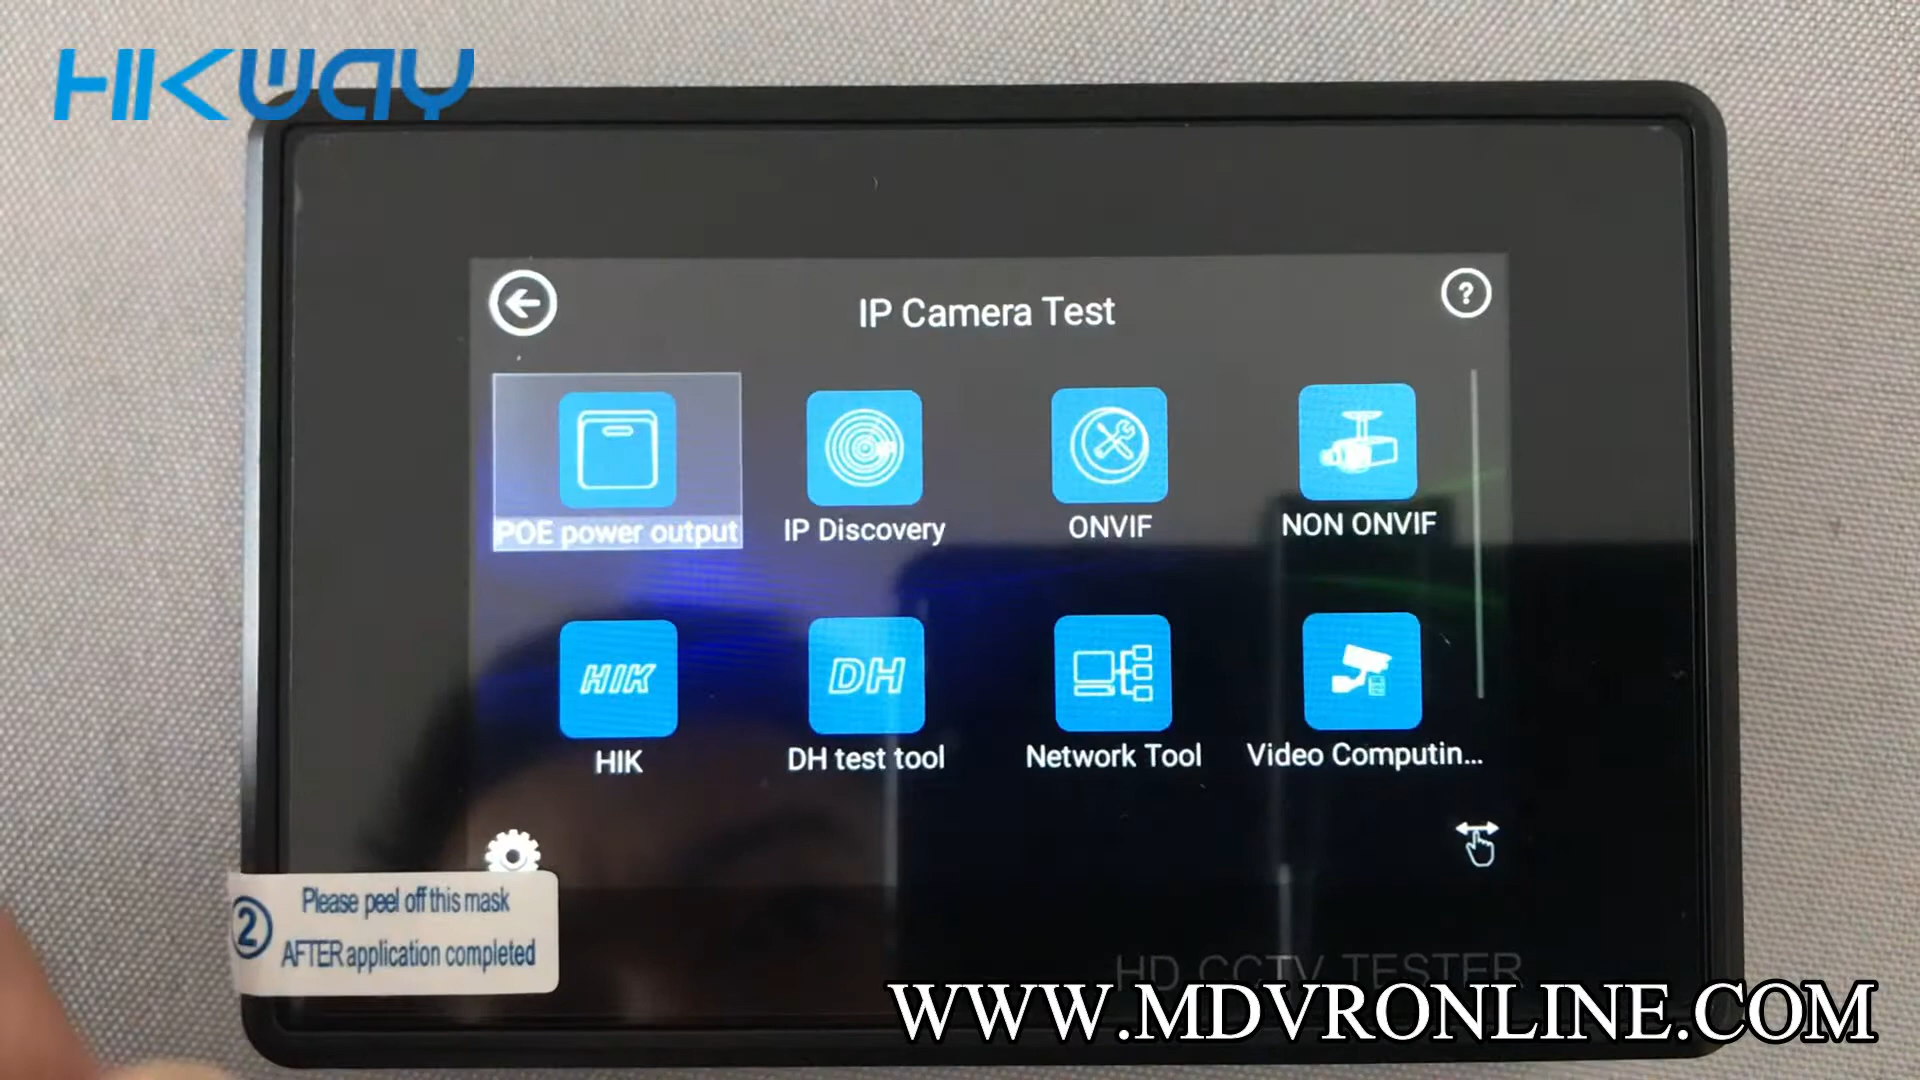 HIKWAY
IP Camera Test
?
POE power output
IP Discovery
ONVIF
NON ONVIF
HIK
DH
HIK
DH test tool
Network Tool
Video Computin...
② Please peel off this mask
AFTER application completed
HD CCTV TESTER
WWW.MDVRONLINE.COM